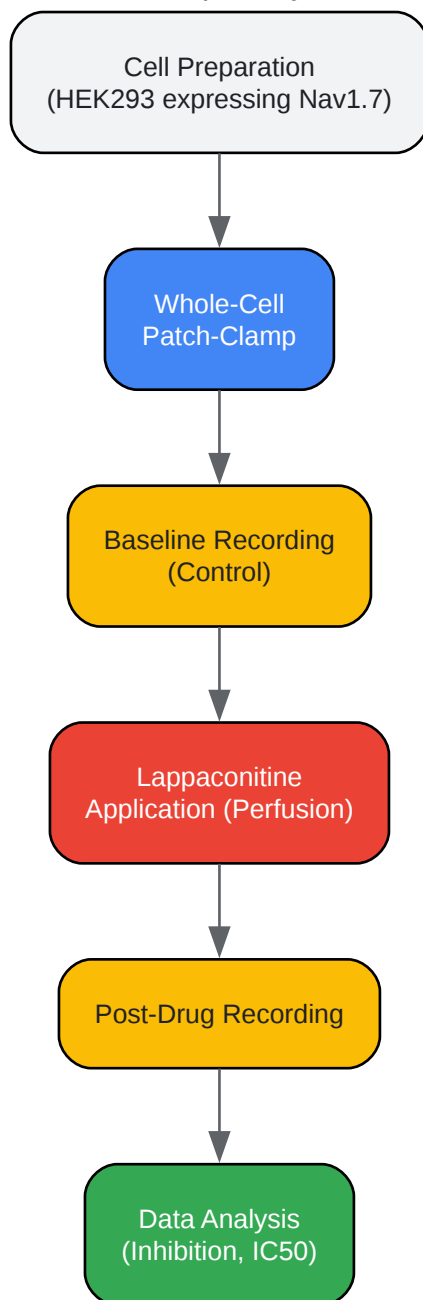 Cell Preparation
(HEK293 expressing Nav1.7)
Whole-Cell
Patch-Clamp
Baseline Recording
(Control)
Lappaconitine
Application (Perfusion)
Post-Drug Recording
Data Analysis
(Inhibition, IC50)